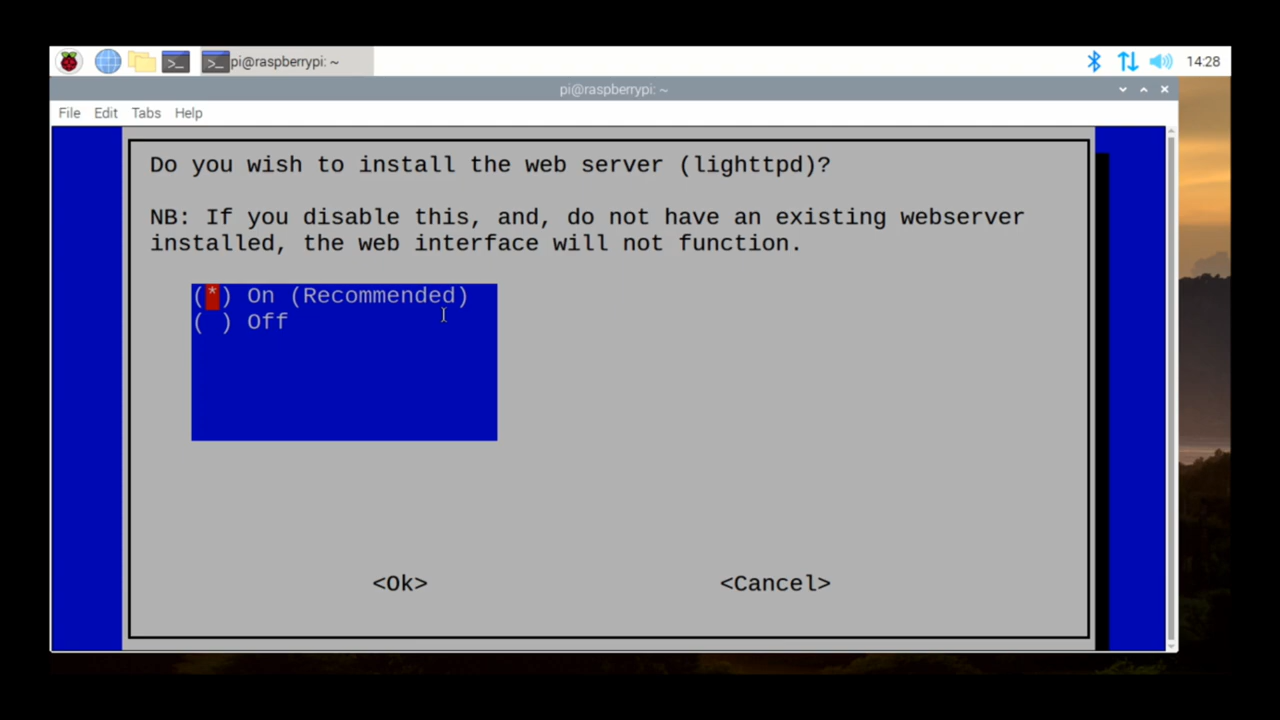 pi@raspberrypi: ~
14:28
pi@raspberrypi: ~
File Edit Tabs Help
Do you wish to install the web server (lighttpd)?
NB: If you disable this, and, do not have an existing webserver
installed, the web interface will not function.
(*) On (Recommended)
( ) Off
<Ok> <Cancel>